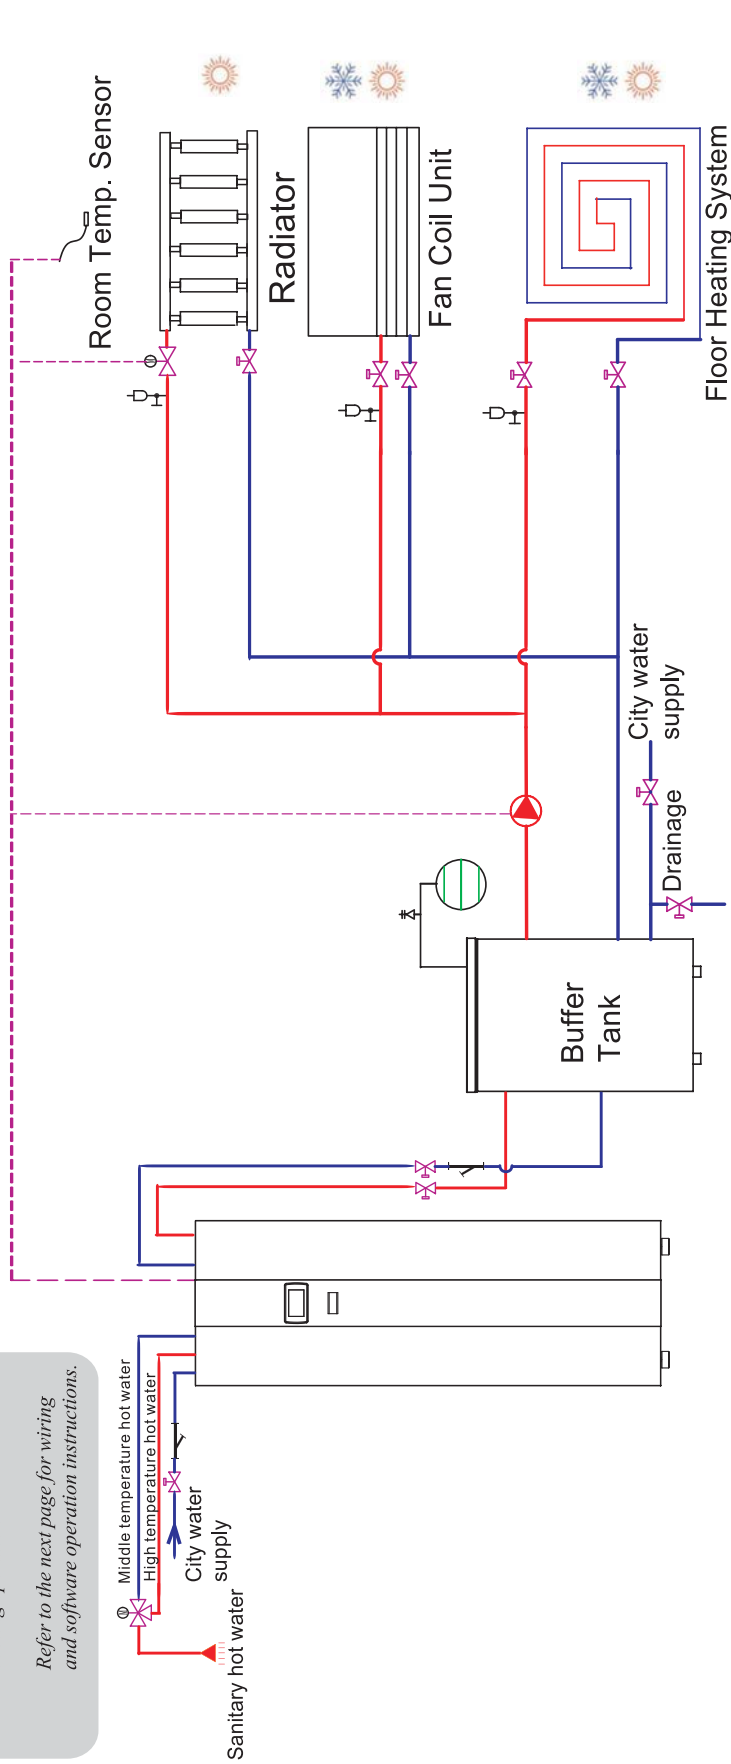 Refer to the next page for wiring
and software operation instructions.
Middle temperature hot water
High temperature hot water
City water
supply
Sanitary hot water
Buffer
Tank
Drainage
City water
supply
Room Temp. Sensor
Radiator
Fan Coil Unit
Floor Heating System